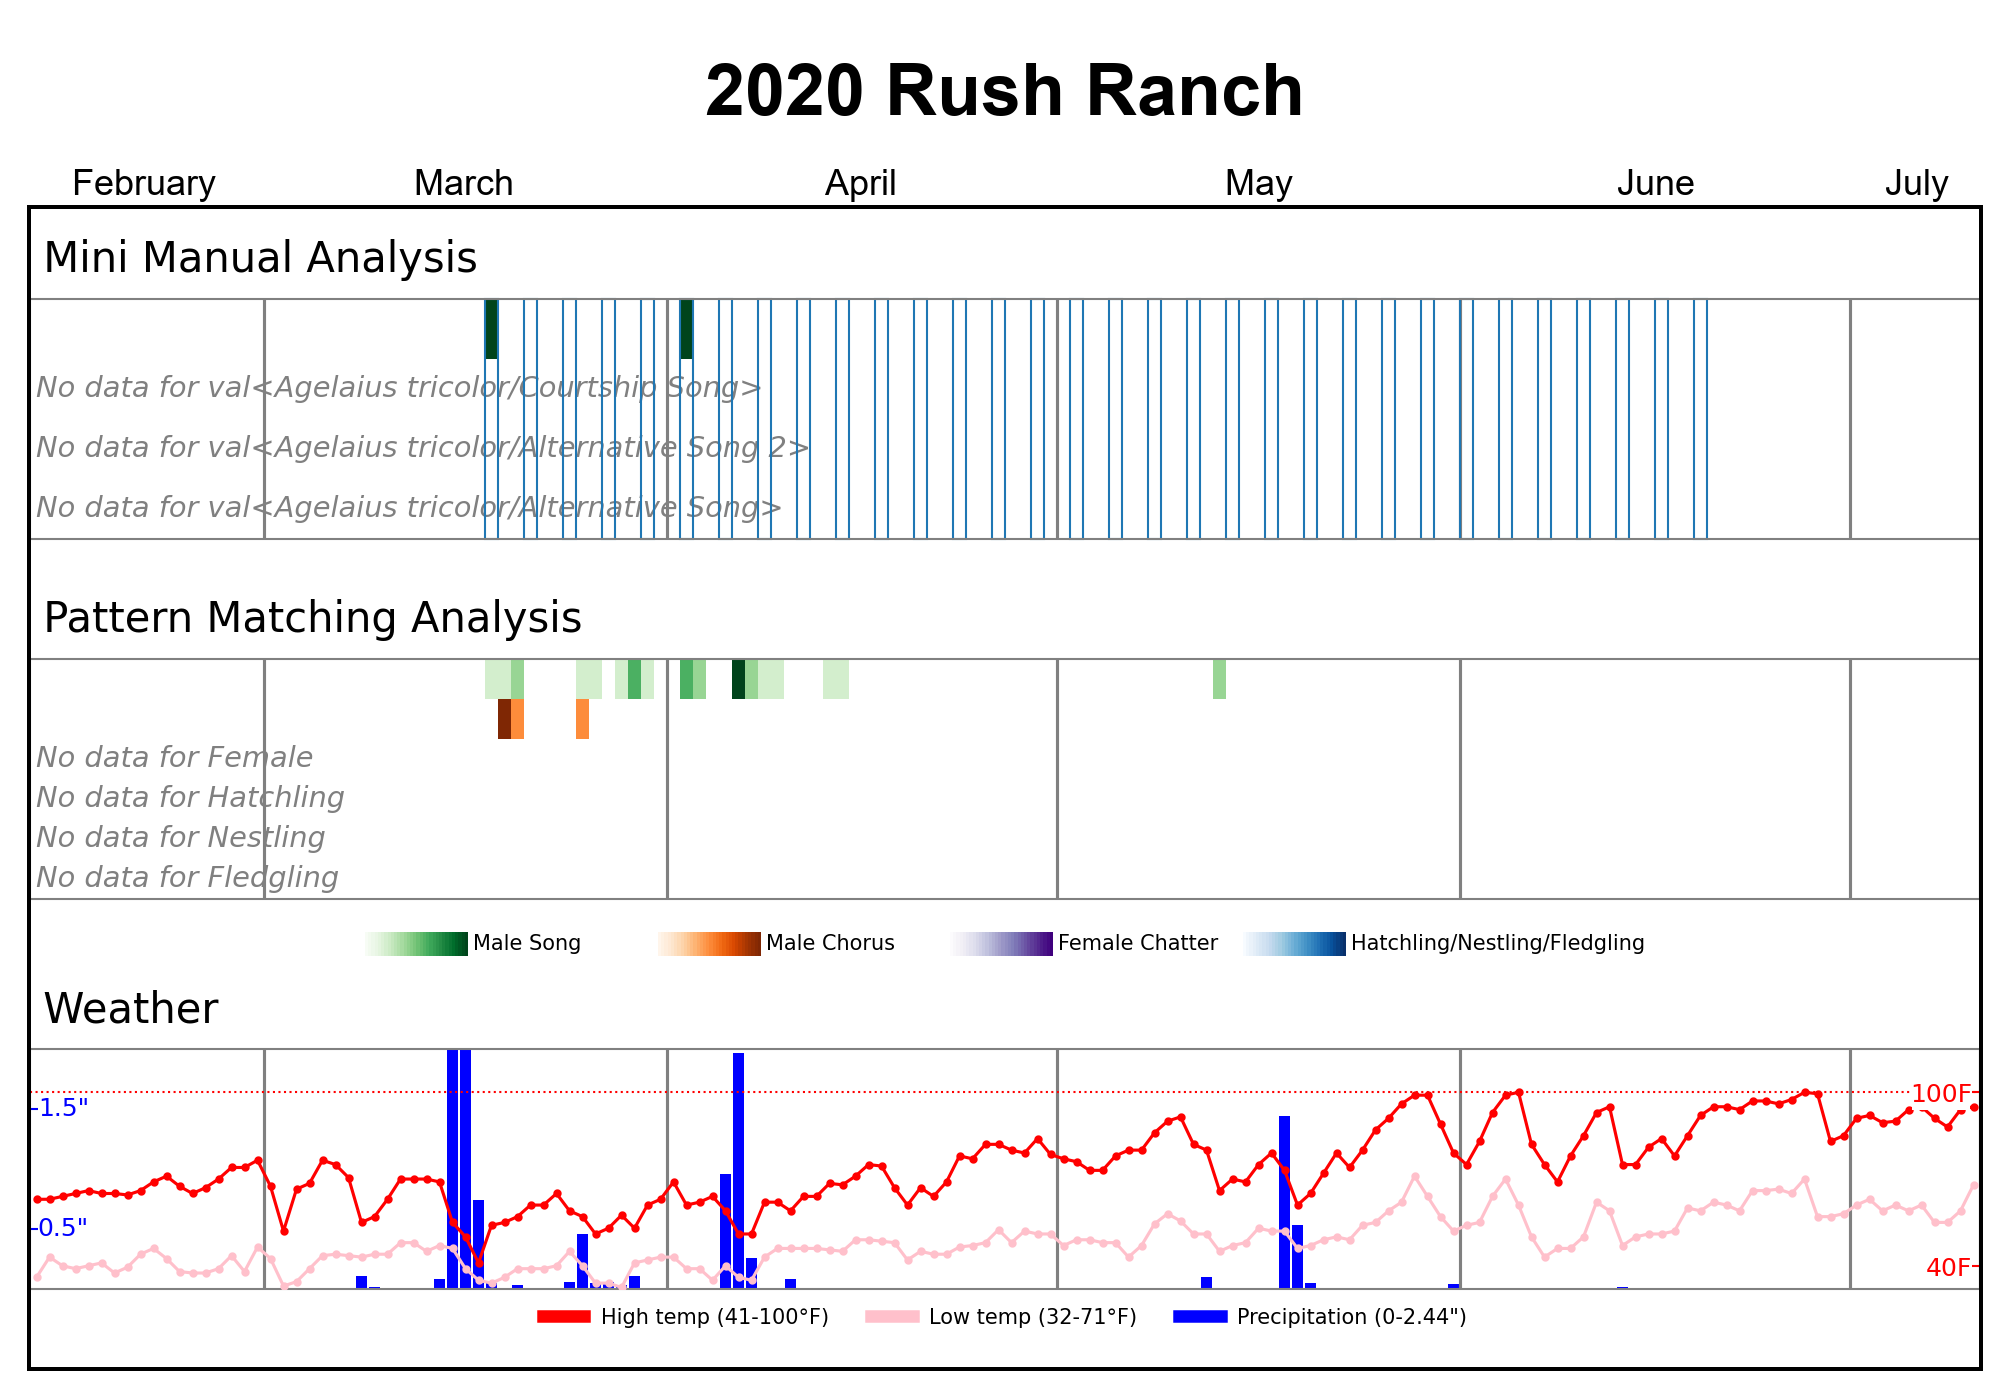 2020 Rush Ranch
February March April May June July
Mini Manual Analysis
No data for val<Agelaius tricolor/Courtship Song>
No data for val<Agelaius tricolor/Alternative Song 2>
No data for val<Agelaius tricolor/Alternative Song>
Pattern Matching Analysis
No data for Female
No data for Hatchling
No data for Nestling
No data for Fledgling
Male Song Male Chorus Female Chatter Hatchling/Nestling/Fledgling
Weather
100F
1.5"
0.5"
40F
High temp (41-100°F) Low temp (32-71°F) Precipitation (0-2.44")